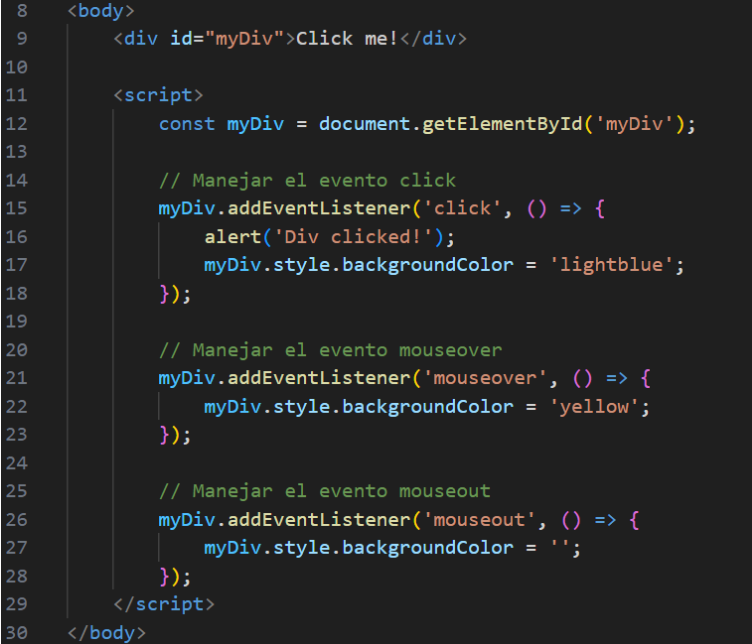 8 <body>
9 <div id="myDiv">Click me!</div>
10
11 <script>
12 const myDiv = document.getElementById('myDiv');
13
14 // Manejar el evento click
15 myDiv.addEventListener('click', () => {
16 alert('Div clicked!');
17 myDiv.style.backgroundColor = 'lightblue';
18 });
19
20 // Manejar el evento mouseover
21 myDiv.addEventListener('mouseover', () => {
22 myDiv.style.backgroundColor = 'yellow';
23 });
24
25 // Manejar el evento mouseout
26 myDiv.addEventListener('mouseout', () => {
27 myDiv.style.backgroundColor = '';
28 });
29 </script>
30 </body>